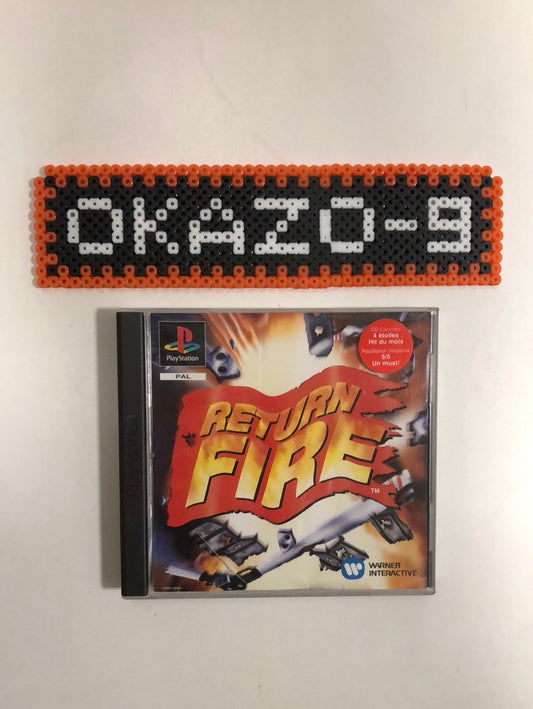 OKAZO-9
PlayStation
PAL
CD Consoles
4 étoiles
Hit du mois
PlayStation Magazine
5/5
Un must!
RETURN
FIRE
TM
WARNER
INTERACTIVE
PlayStation